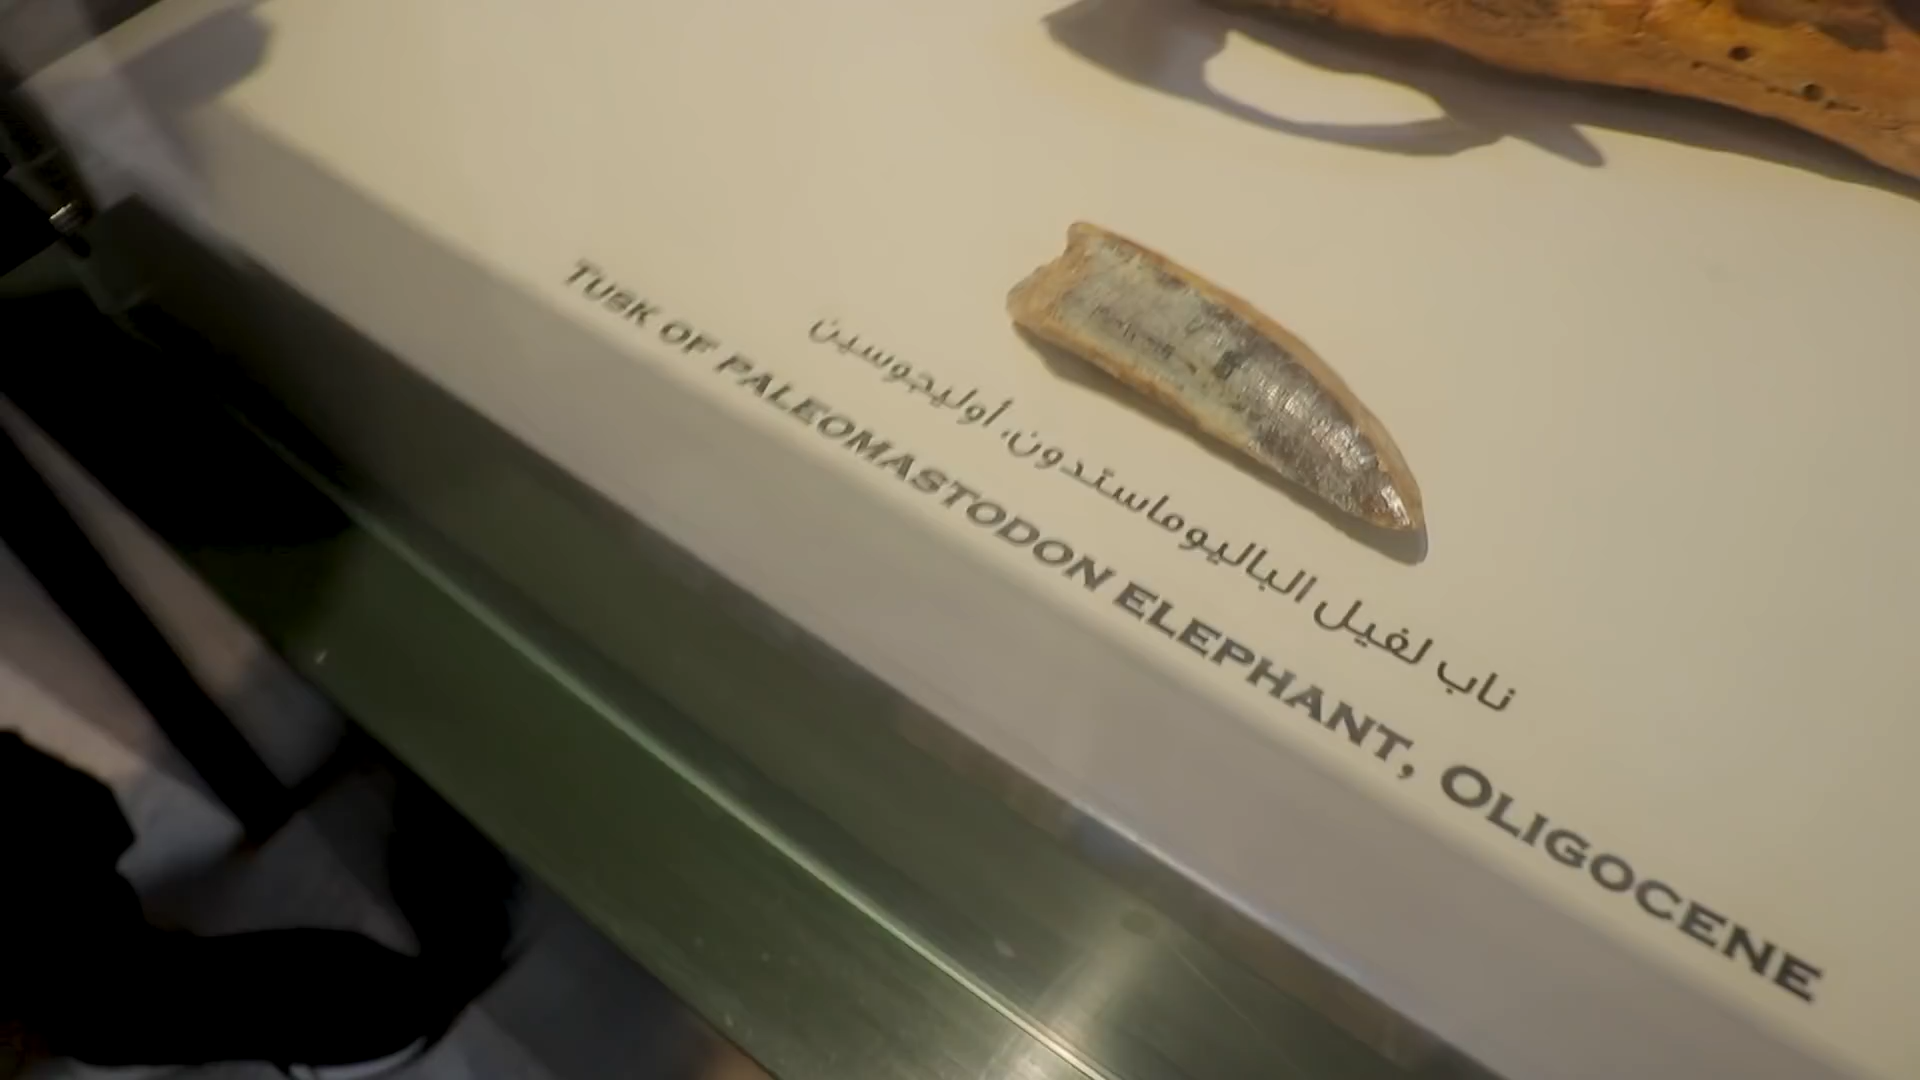 ناب لفيل الباليوماستدون، أوليجوسين
TUSK OF PALEOMASTODON ELEPHANT, OLIGOCENE